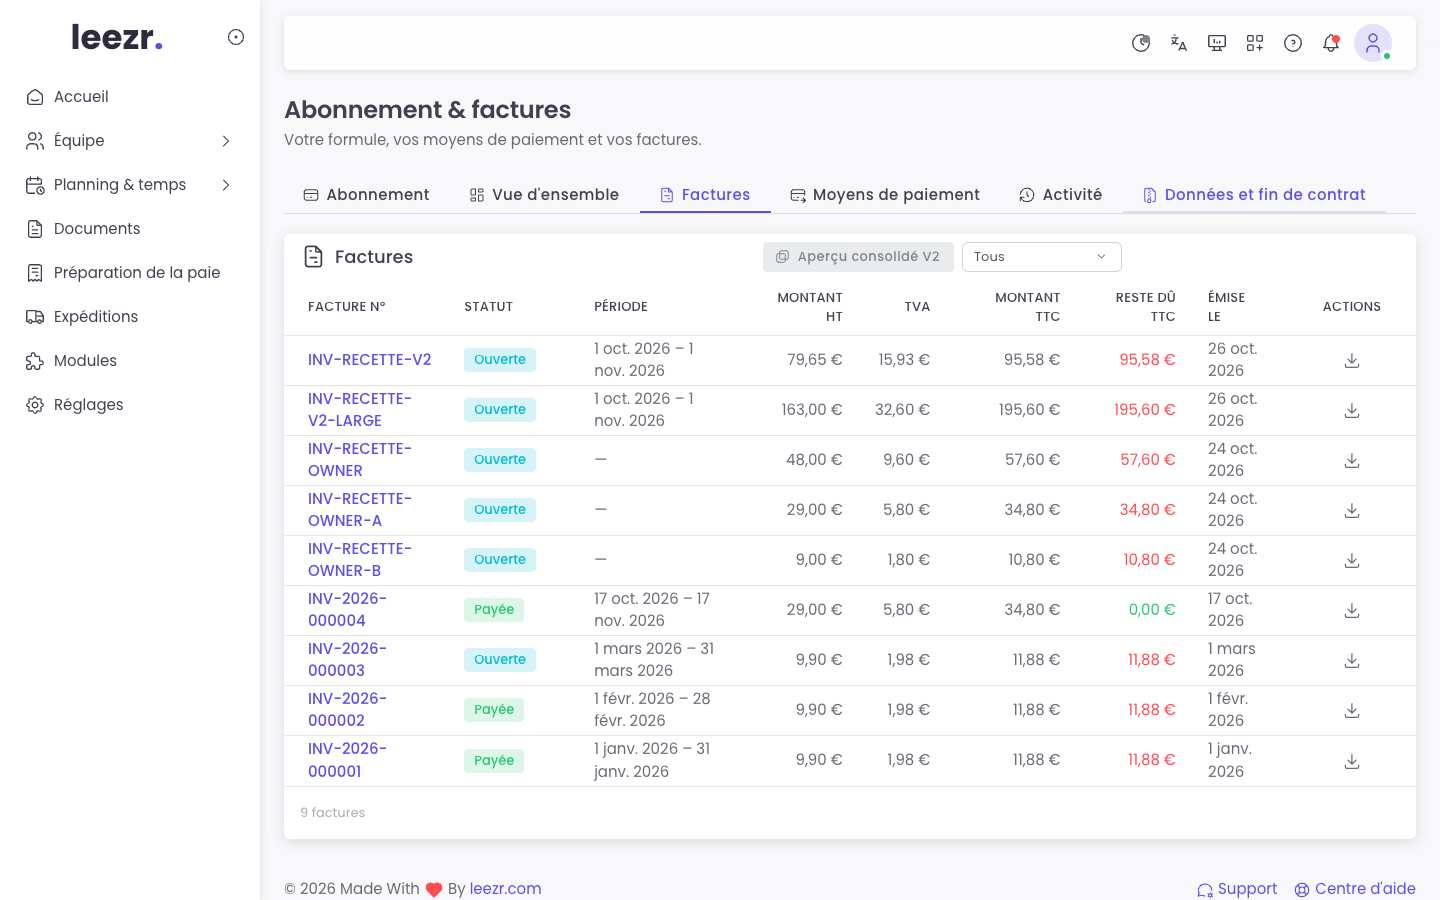 leezr.
Accueil
Équipe
Planning & temps
Documents
Préparation de la paie
Expéditions
Modules
Réglages
Abonnement & factures
Votre formule, vos moyens de paiement et vos factures.
Abonnement
Vue d'ensemble
Factures
Moyens de paiement
Activité
Données et fin de contrat
Factures
Aperçu consolidé V2
Tous
FACTURE N° STATUT PÉRIODE MONTANT HT TVA MONTANT TTC RESTE DÛ TTC ÉMISE LE ACTIONS
INV-RECETTE-V2 Ouverte 1 oct. 2026 – 1 nov. 2026 79,65 € 15,93 € 95,58 € 95,58 € 26 oct. 2026
INV-RECETTE-V2-LARGE Ouverte 1 oct. 2026 – 1 nov. 2026 163,00 € 32,60 € 195,60 € 195,60 € 26 oct. 2026
INV-RECETTE-OWNER Ouverte — 48,00 € 9,60 € 57,60 € 57,60 € 24 oct. 2026
INV-RECETTE-OWNER-A Ouverte — 29,00 € 5,80 € 34,80 € 34,80 € 24 oct. 2026
INV-RECETTE-OWNER-B Ouverte — 9,00 € 1,80 € 10,80 € 10,80 € 24 oct. 2026
INV-2026-000004 Payée 17 oct. 2026 – 17 nov. 2026 29,00 € 5,80 € 34,80 € 0,00 € 17 oct. 2026
INV-2026-000003 Ouverte 1 mars 2026 – 31 mars 2026 9,90 € 1,98 € 11,88 € 11,88 € 1 mars 2026
INV-2026-000002 Payée 1 févr. 2026 – 28 févr. 2026 9,90 € 1,98 € 11,88 € 11,88 € 1 févr. 2026
INV-2026-000001 Payée 1 janv. 2026 – 31 janv. 2026 9,90 € 1,98 € 11,88 € 11,88 € 1 janv. 2026
9 factures
© 2026 Made With By leezr.com
Support
Centre d'aide